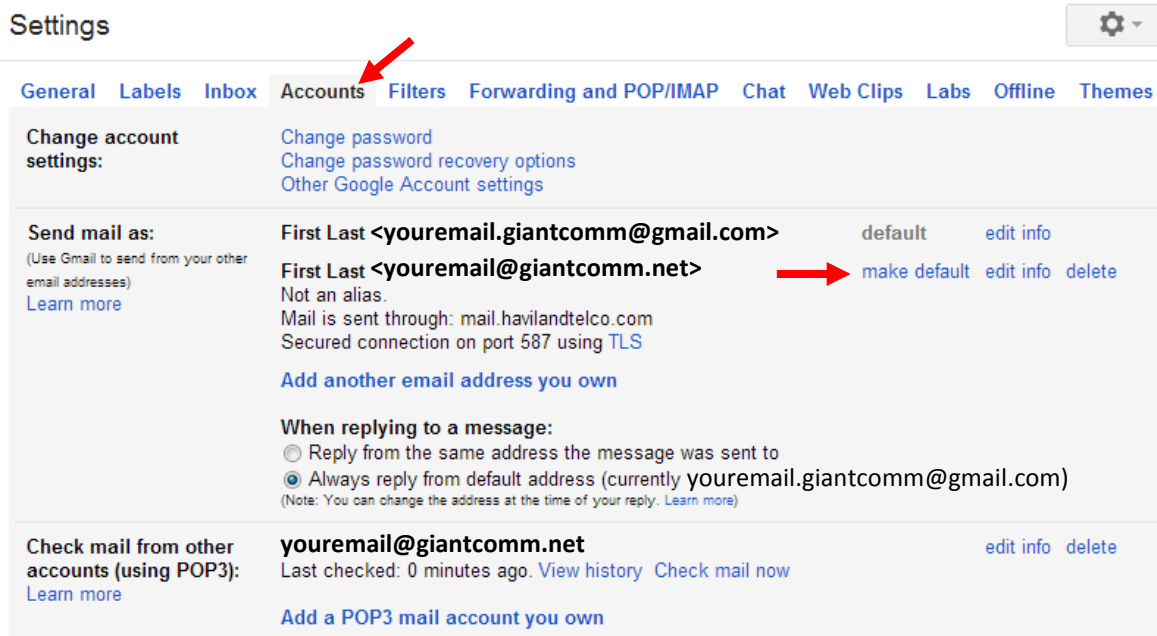 Settings
General Labels Inbox Accounts Filters Forwarding and POP/IMAP Chat Web Clips Labs Offline Themes
Change account settings:
Change password
Change password recovery options
Other Google Account settings
Send mail as:
(Use Gmail to send from your other email addresses)
Learn more
First Last <youremail.giantcomm@gmail.com> default edit info
First Last <youremail@giantcomm.net> make default edit info delete
Not an alias.
Mail is sent through: mail.havilandtelco.com
Secured connection on port 587 using TLS
Add another email address you own
When replying to a message:
Reply from the same address the message was sent to
Always reply from default address (currently youremail.giantcomm@gmail.com)
(Note: You can change the address at the time of your reply. Learn more)
Check mail from other accounts (using POP3):
Learn more
youremail@giantcomm.net edit info delete
Last checked: 0 minutes ago. View history Check mail now
Add a POP3 mail account you own